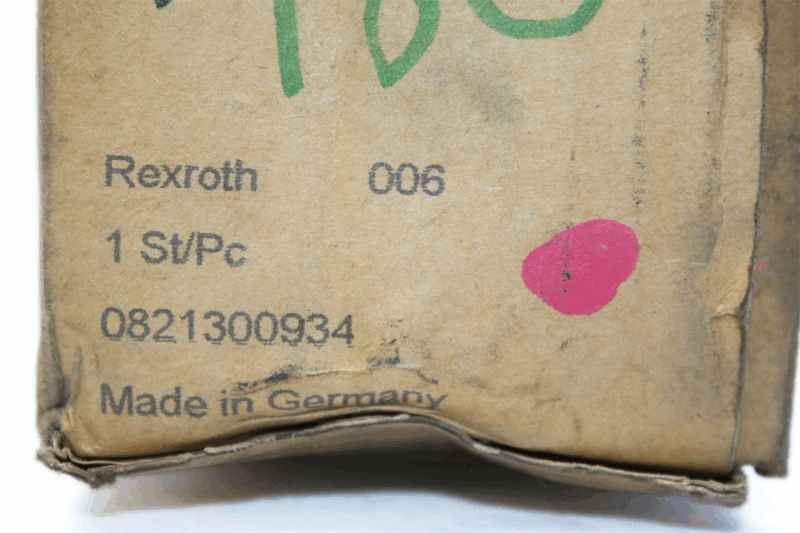 Rexroth 006
1 St/Pc
0821300934
Made in Germany